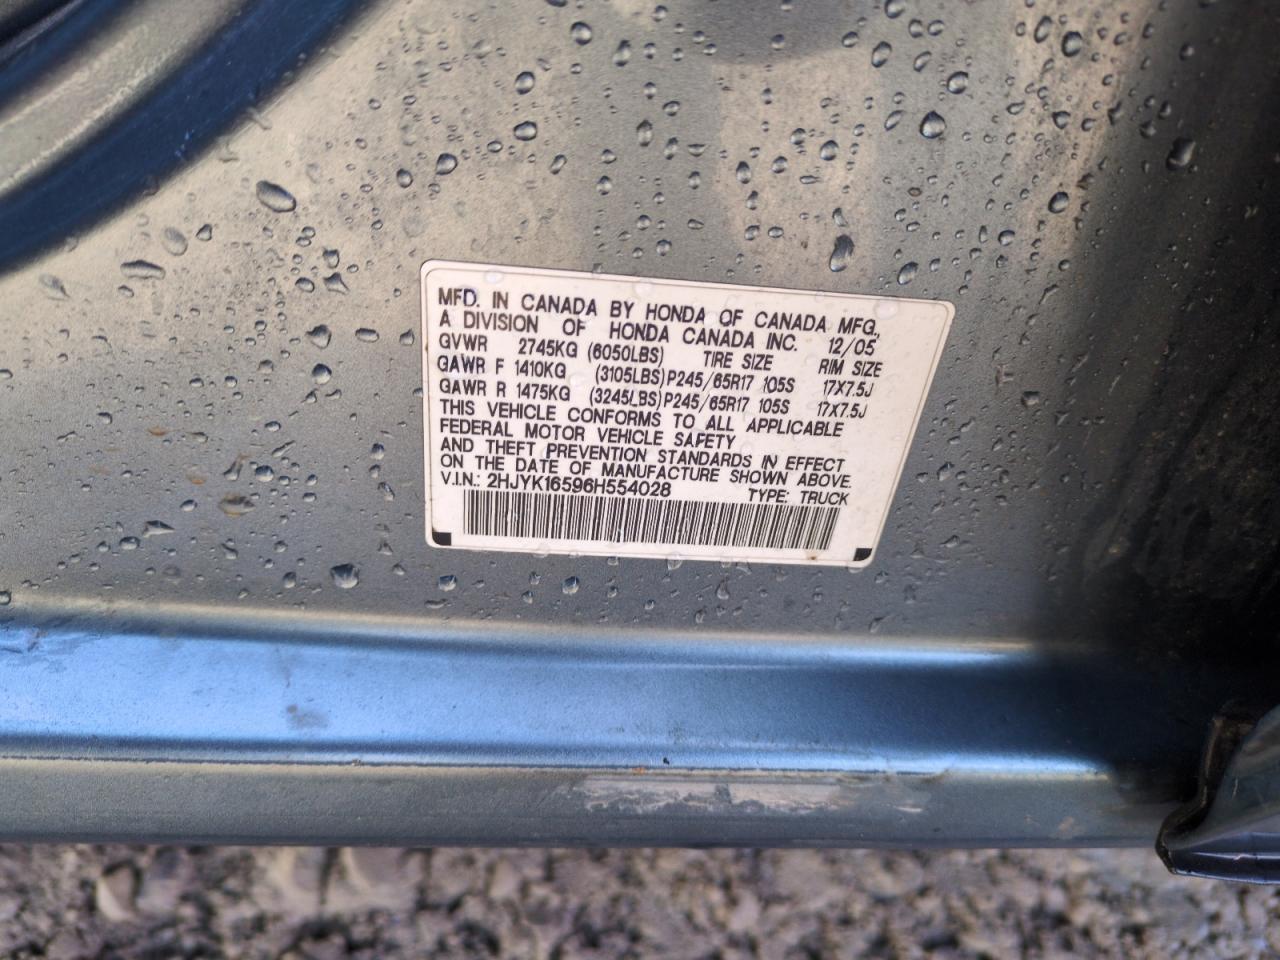 MFD. IN CANADA BY HONDA OF CANADA MFG.,
A DIVISION OF HONDA CANADA INC. 12/05
GVWR 2745KG (6050LBS) TIRE SIZE RIM SIZE
GAWR F 1410KG (3105LBS) P245/65R17 105S 17X7.5J
GAWR R 1475KG (3245LBS) P245/65R17 105S 17X7.5J
THIS VEHICLE CONFORMS TO ALL APPLICABLE
FEDERAL MOTOR VEHICLE SAFETY
AND THEFT PREVENTION STANDARDS IN EFFECT
ON THE DATE OF MANUFACTURE SHOWN ABOVE.
V.I.N.: 2HJYK16596H554028 TYPE: TRUCK